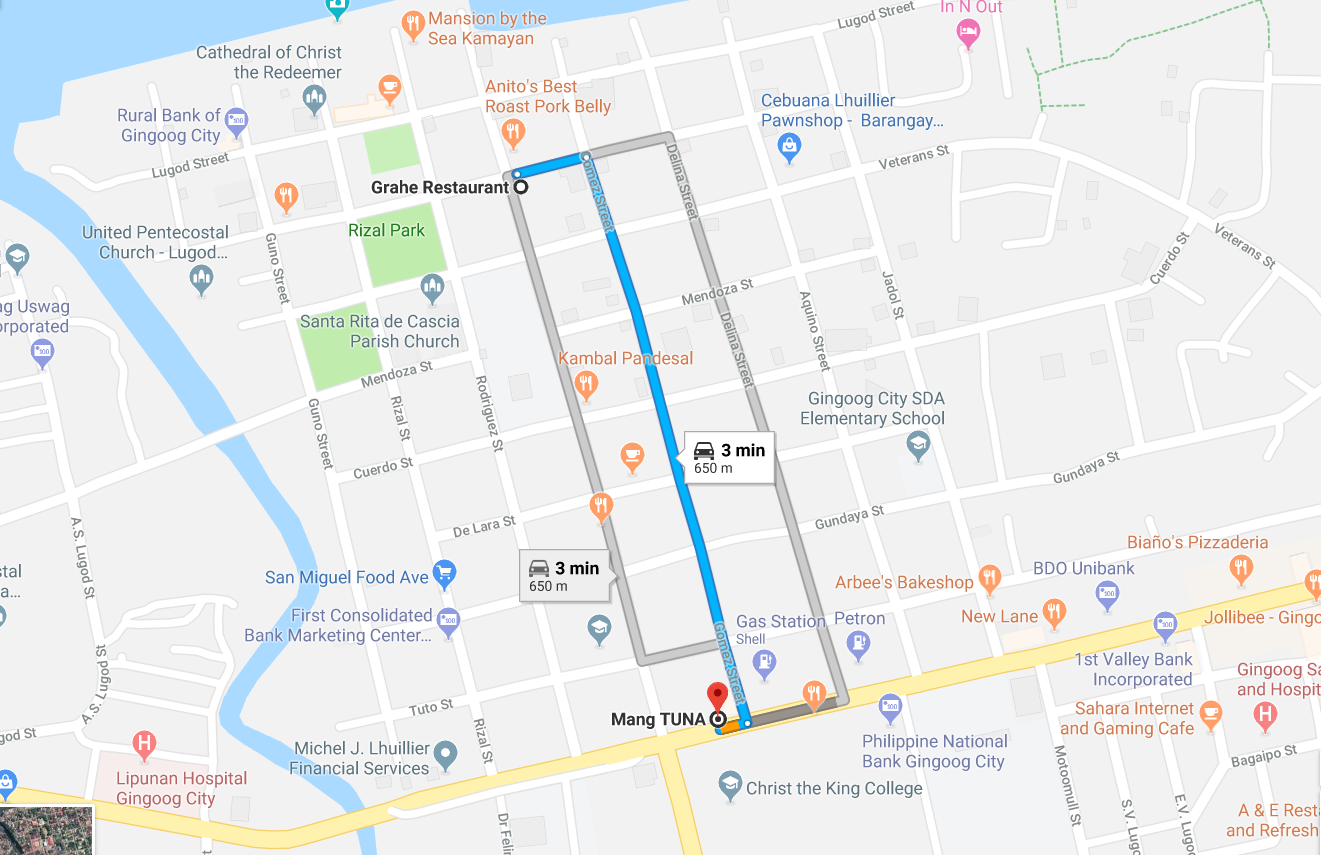 Lugod Street
In N Out
Mansion by the
Sea Kamayan
Cathedral of Christ
the Redeemer
Anito's Best
Roast Pork Belly
Cebuana Lhuillier
Pawnshop - Barangay...
Rural Bank of
Gingoog City
Lugod Street
Veterans St
Delina Street
Gomez Street
Grahe Restaurant
Rizal Park
United Pentecostal
Church - Lugod...
Guno Street
Veterans St
Cuerdo St
Jadol St
Mendoza St
Aquino Street
ag Uswag
orporated
Santa Rita de Cascia
Parish Church
Delina Street
Kambal Pandesal
Mendoza St
Rodriguez St
Rizal St
Guno Street
Gingoog City SDA
Elementary School
3 min
650 m
Cuerdo St
Gundaya St
De Lara St
Gundaya St
A.S. Lugod St
3 min
650 m
Biaño's Pizzaderia
BDO Unibank
stal
a...
San Miguel Food Ave
Arbee's Bakeshop
New Lane
Jollibee - Gingo
First Consolidated
Bank Marketing Center...
Gas Station
Shell
Petron
Gomez Street
1st Valley Bank
Incorporated
Gingoog Sa
and Hospit
A.S. Lugod St
Tuto St
Mang TUNA
Sahara Internet
and Gaming Cafe
god St
Rizal St
Philippine National
Bank Gingoog City
Michel J. Lhuillier
Financial Services
Bagaipo St
Lipunan Hospital
Gingoog City
Christ the King College
Motoomull St
S.V. Lugo
E.V. Lugo
A & E Resta
and Refresh
Dr Felin